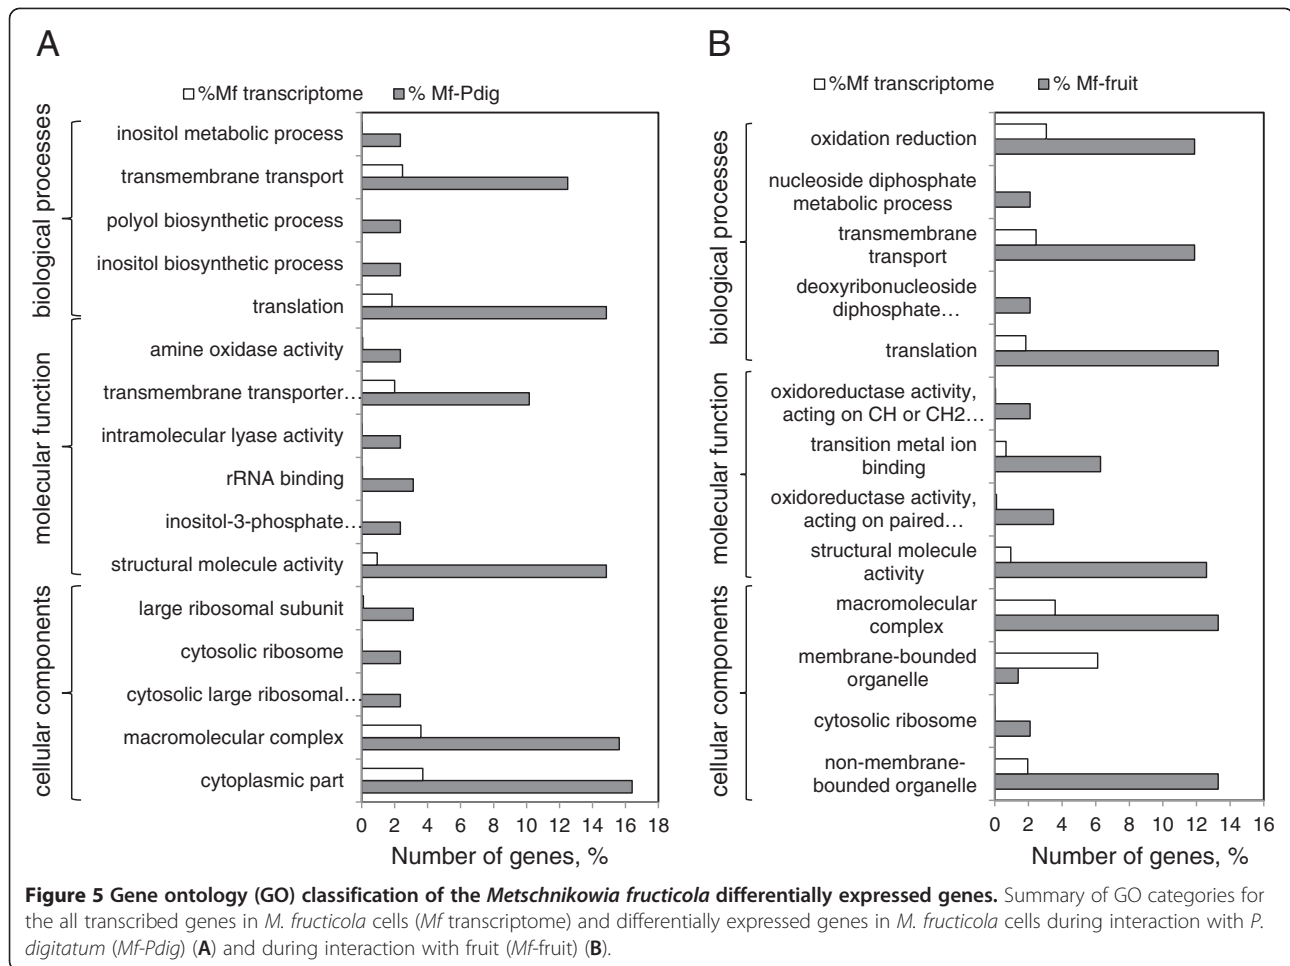 A
%Mf transcriptome % Mf-Pdig
biological processes
inositol metabolic process
transmembrane transport
polyol biosynthetic process
inositol biosynthetic process
translation
molecular function
amine oxidase activity
transmembrane transporter…
intramolecular lyase activity
rRNA binding
inositol-3-phosphate…
structural molecule activity
cellular components
large ribosomal subunit
cytosolic ribosome
cytosolic large ribosomal…
macromolecular complex
cytoplasmic part
0 2 4 6 8 10 12 14 16 18
Number of genes, %
B
%Mf transcriptome % Mf-fruit
biological processes
oxidation reduction
nucleoside diphosphate
metabolic process
transmembrane
transport
deoxyribonucleoside
diphosphate…
translation
molecular function
oxidoreductase activity,
acting on CH or CH2…
transition metal ion
binding
oxidoreductase activity,
acting on paired…
structural molecule
activity
cellular components
macromolecular
complex
membrane-bounded
organelle
cytosolic ribosome
non-membrane-
bounded organelle
0 2 4 6 8 10 12 14 16
Number of genes, %
Figure 5 Gene ontology (GO) classification of the Metschnikowia fructicola differentially expressed genes. Summary of GO categories for
the all transcribed genes in M. fructicola cells (Mf transcriptome) and differentially expressed genes in M. fructicola cells during interaction with P.
digitatum (Mf-Pdig) (A) and during interaction with fruit (Mf-fruit) (B).